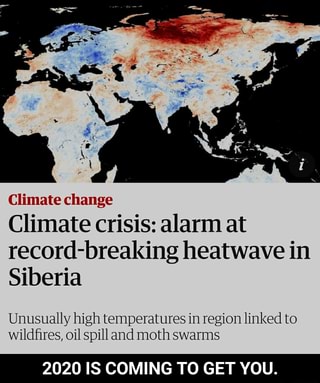 Climate change
Climate crisis: alarm at
record-breaking heatwave in
Siberia
Unusually high temperatures in region linked to
wildfires, oil spill and moth swarms
2020 IS COMING TO GET YOU.